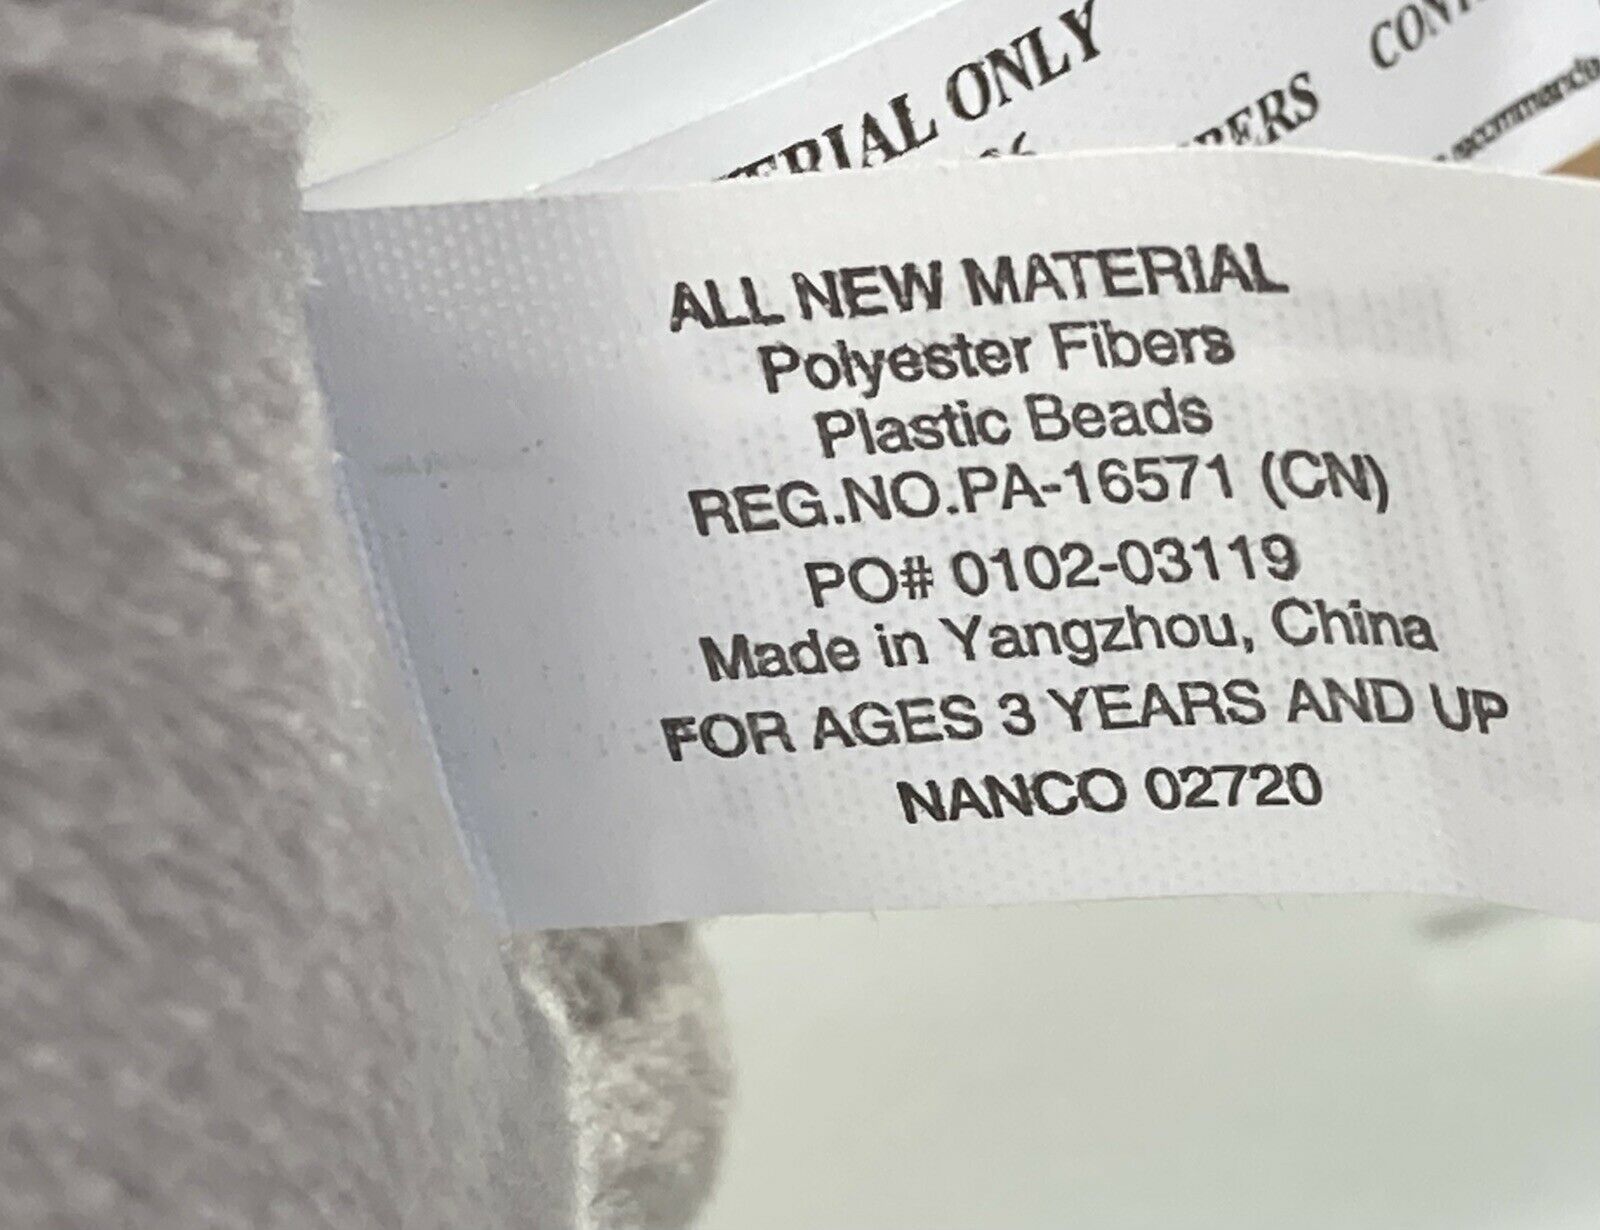 ONLY
ALL NEW MATERIAL
Polyester Fibers
Plastic Beads
REG.NO.PA-16571 (CN)
PO# 0102-03119
Made in Yangzhou, China
FOR AGES 3 YEARS AND UP
NANCO 02720